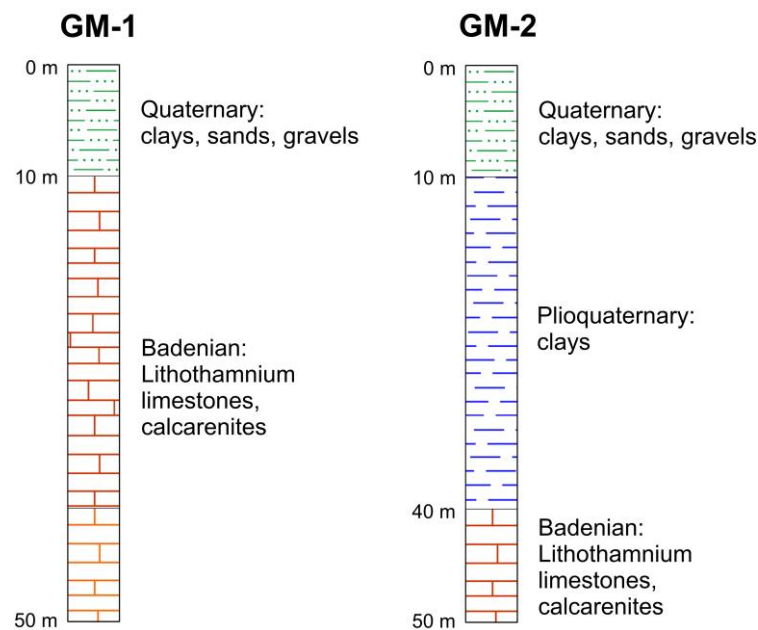 GM-1
0 m
Quaternary:
clays, sands, gravels
10 m
Badenian:
Lithothamnium
limestones,
calcarenites
50 m
GM-2
0 m
Quaternary:
clays, sands, gravels
10 m
Plioquaternary:
clays
40 m
Badenian:
Lithothamnium
limestones,
calcarenites
50 m